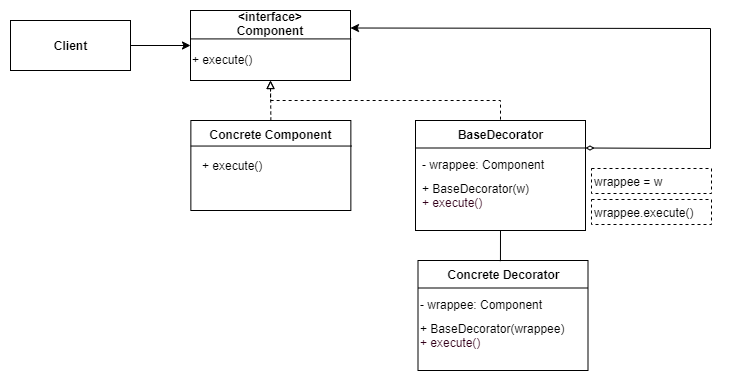 <interface>
Component
Client
+ execute()
Concrete Component
+ execute()
BaseDecorator
- wrappee: Component
+ BaseDecorator(w)
+ execute()
wrappee = w
wrappee.execute()
Concrete Decorator
- wrappee: Component
+ BaseDecorator(wrappee)
+ execute()